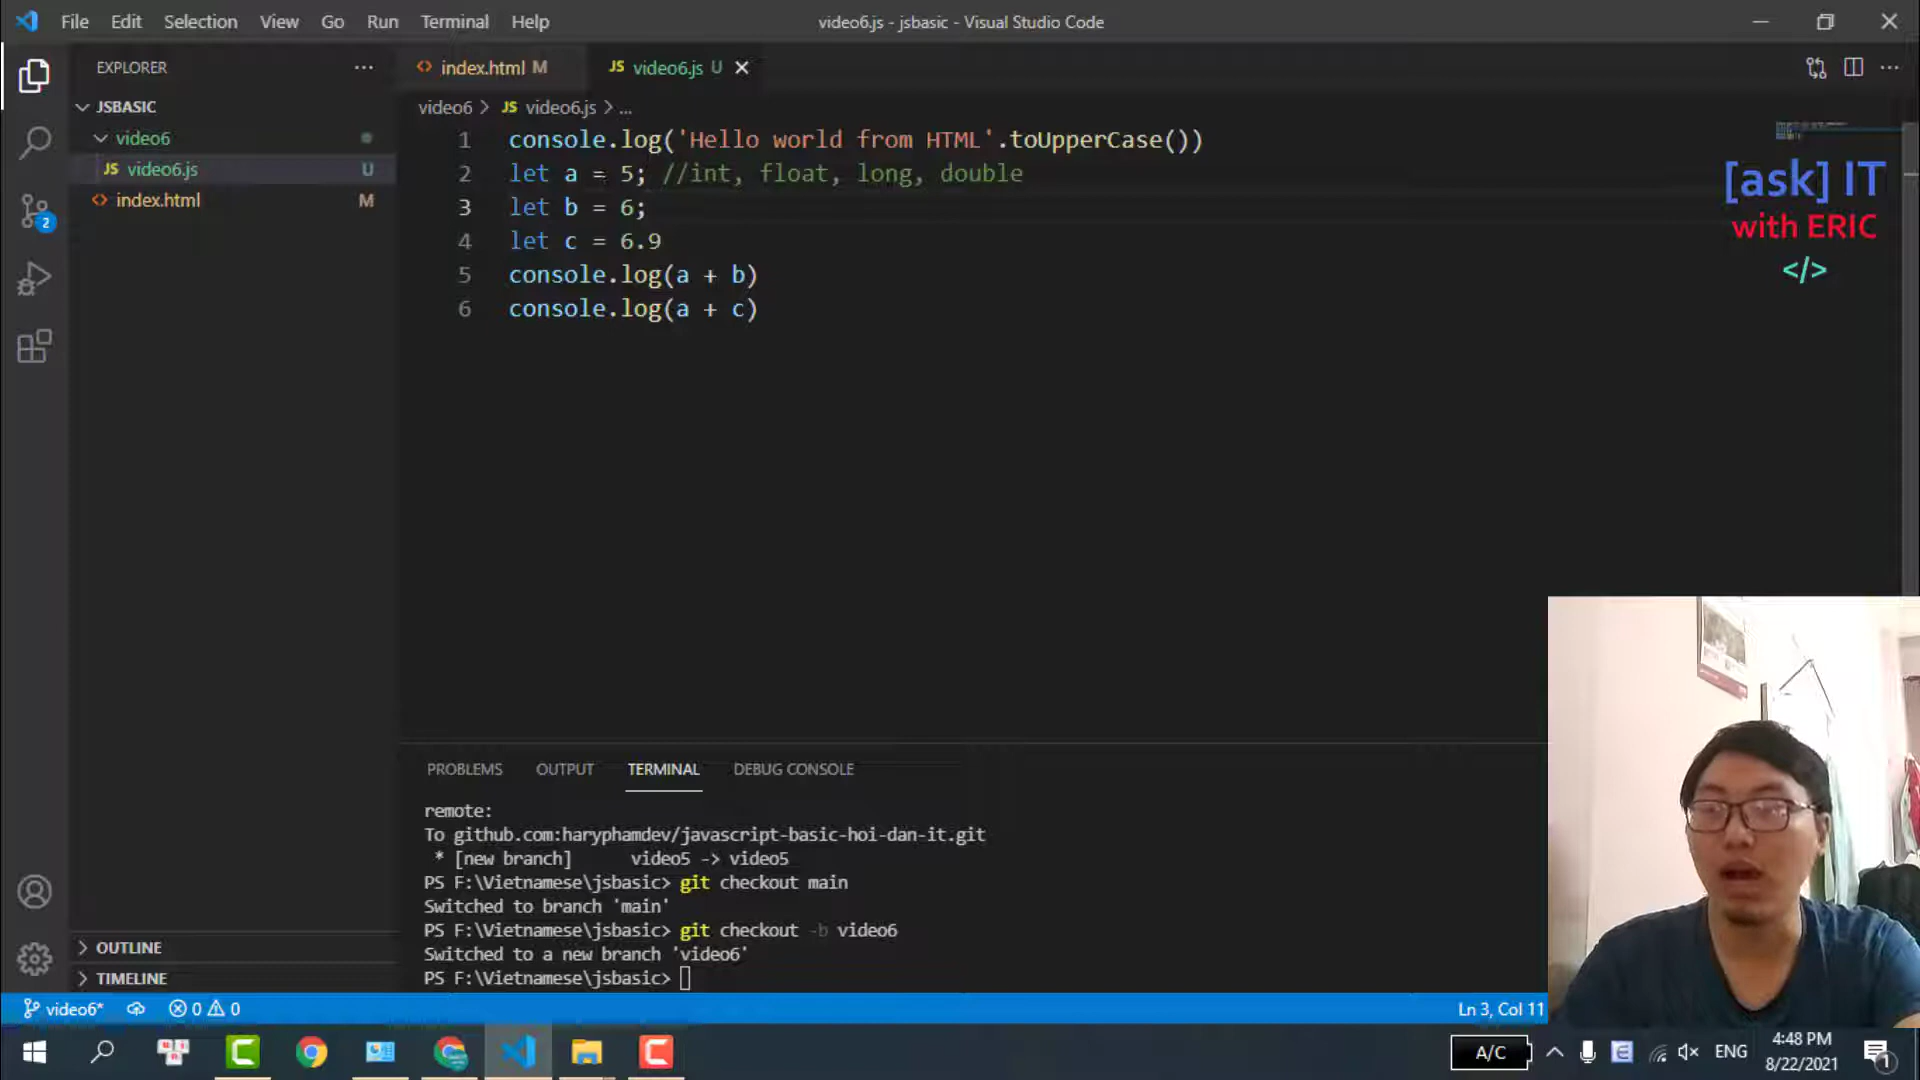 File Edit Selection View Go Run Terminal Help
video6.js - jsbasic - Visual Studio Code
EXPLORER
index.html M
JS video6.js U
JSBASIC
video6
JS video6.js U
index.html M
video6 > JS video6.js > ...
1 console.log('Hello world from HTML'.toUpperCase())
2 let a = 5; //int, float, long, double
3 let b = 6;
4 let c = 6.9
5 console.log(a + b)
6 console.log(a + c)
[ask] IT
with ERIC
</>
2
PROBLEMS OUTPUT TERMINAL DEBUG CONSOLE
remote:
To github.com:haryphamdev/javascript-basic-hoi-dan-it.git
* [new branch] video5 -> video5
PS F:\Vietnamese\jsbasic> git checkout main
Switched to branch 'main'
PS F:\Vietnamese\jsbasic> git checkout -b video6
Switched to a new branch 'video6'
PS F:\Vietnamese\jsbasic>
OUTLINE
TIMELINE
video6* 0 0
Ln 3, Col 11
A/C
ENG
4:48 PM
8/22/2021
1